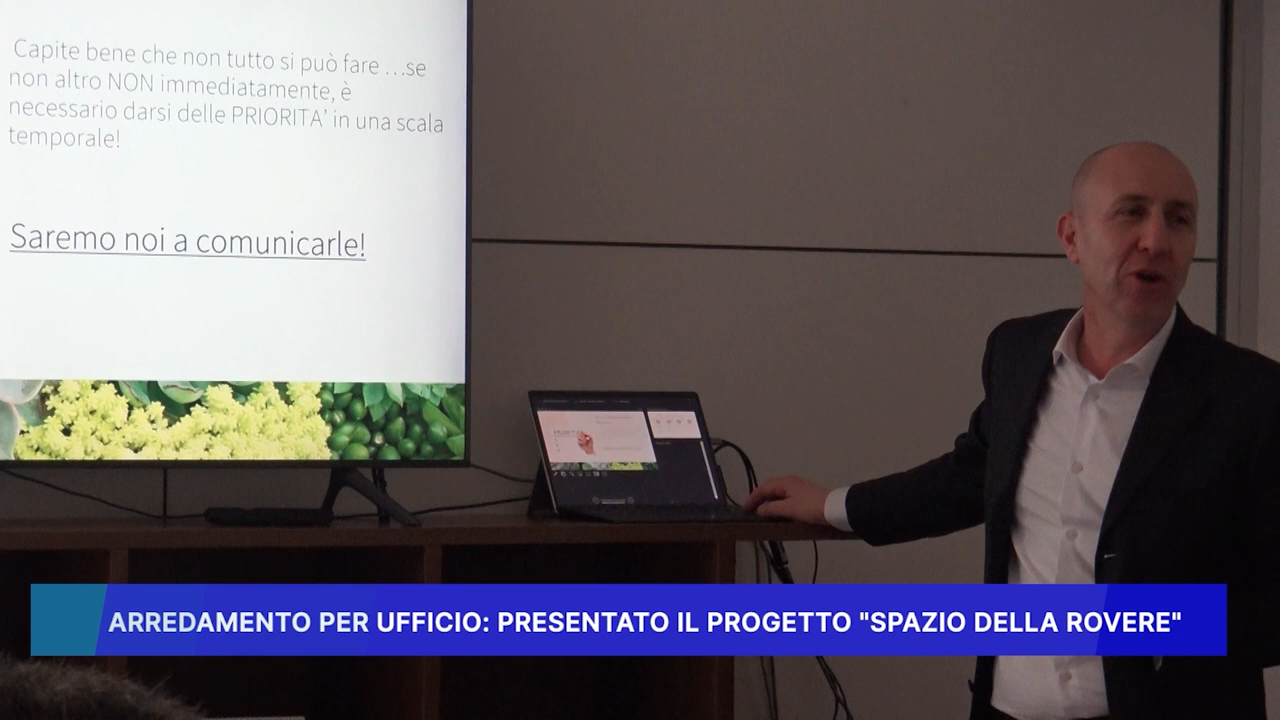 Capite bene che non tutto si può fare ...se
non altro NON immediatamente, è
necessario darsi delle PRIORITA' in una scala
temporale!
Saremo noi a comunicarle!
ARREDAMENTO PER UFFICIO: PRESENTATO IL PROGETTO "SPAZIO DELLA ROVERE"